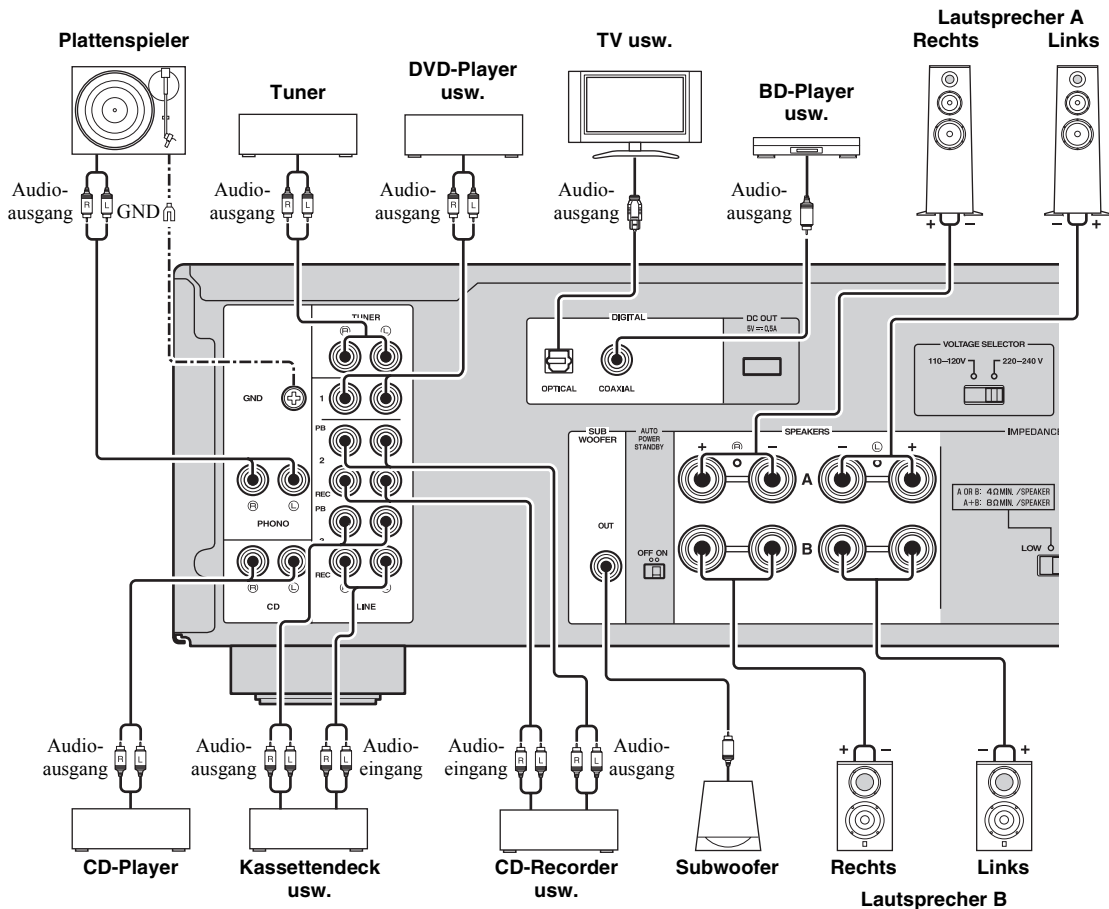 Lautsprecher A
Plattenspieler
TV usw.
Rechts
Links
DVD-Player
usw.
Tuner
BD-Player
usw.
Audio-
ausgang
R
L
GND
Audio-
ausgang
R
L
Audio-
ausgang
R
L
Audio-
ausgang
Audio-
ausgang
+ −
− +
TUNER
R
L
DIGITAL
DC OUT
5V 0,5A
VOLTAGE SELECTOR
110–120V
220–240 V
OPTICAL
COAXIAL
GND
1
PB
2
REC
PB
3
REC
SUB
WOOFER
AUTO
POWER
STANDBY
SPEAKERS
IMPEDANCE
+ R −
− L +
A
A OR B: 4ΩMIN. /SPEAKER
A+B: 8ΩMIN. /SPEAKER
R
L
PHONO
OUT
OFF ON
B
LOW
R
L
CD
L
LINE
+ −
− +
Audio-
ausgang
R
L
Audio-
ausgang
R
L
R
L
Audio-
eingang
Audio-
eingang
R
L
R
L
Audio-
ausgang
CD-Player
Kassettendeck
usw.
CD-Recorder
usw.
Subwoofer
Rechts
Links
Lautsprecher B